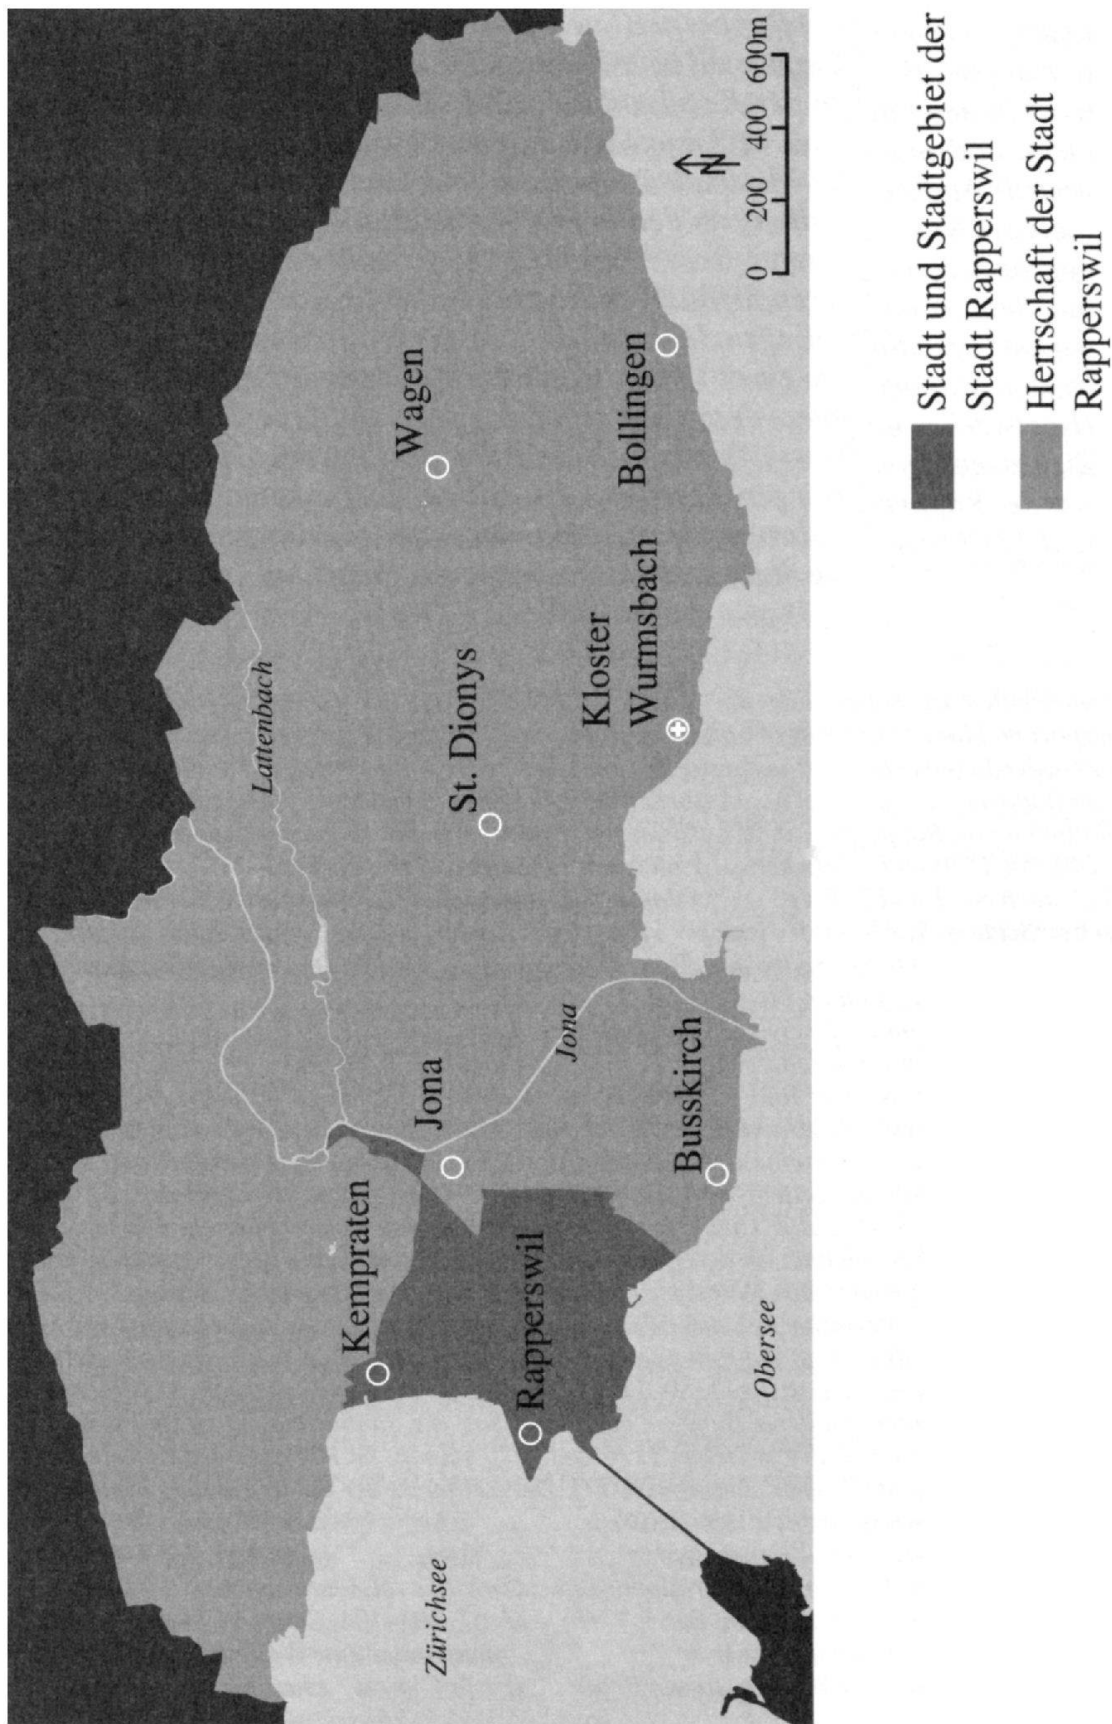 Lattenbach
Wagen
Kempraten
Jona
St. Dionys
Rapperswil
Jona
Kloster
Wurmsbach
Bollingen
Zürichsee
Busskirch
Obersee
N
0 200 400 600m
Stadt und Stadtgebiet der
Stadt Rapperswil
Herrschaft der Stadt
Rapperswil